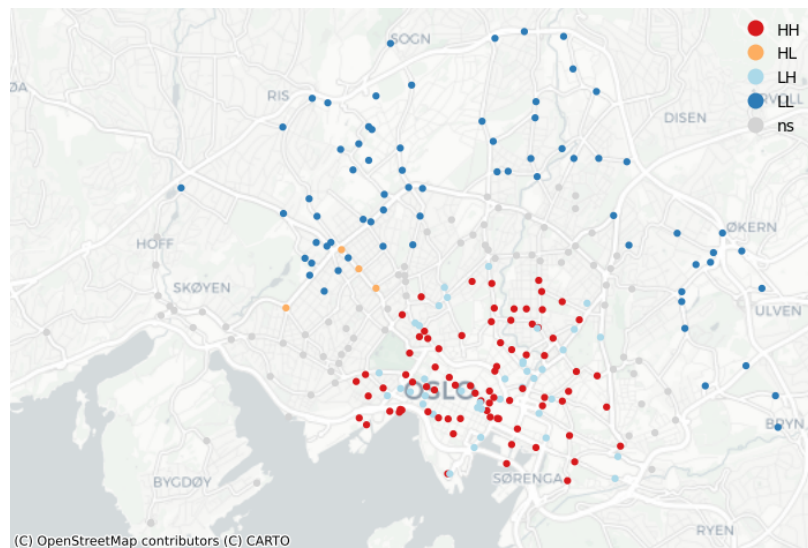 SOGN
HH
HL
RIS
LH
LL
DISEN
ns
HOFF
ØKERN
SKØYEN
ULVEN
OSLO
BRYN
BYGDØY
SØRENGA
RYEN
(C) OpenStreetMap contributors (C) CARTO